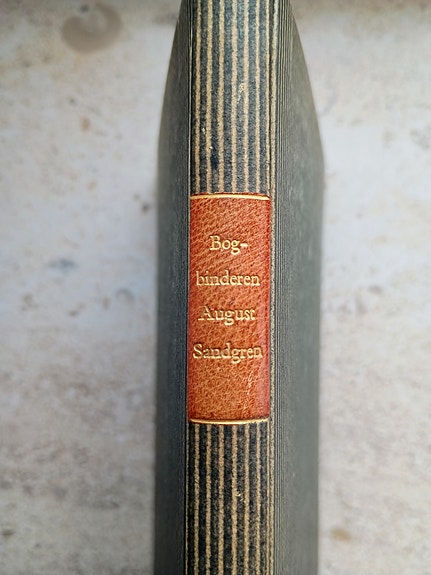 Bog-
binderen
August
Sandgren